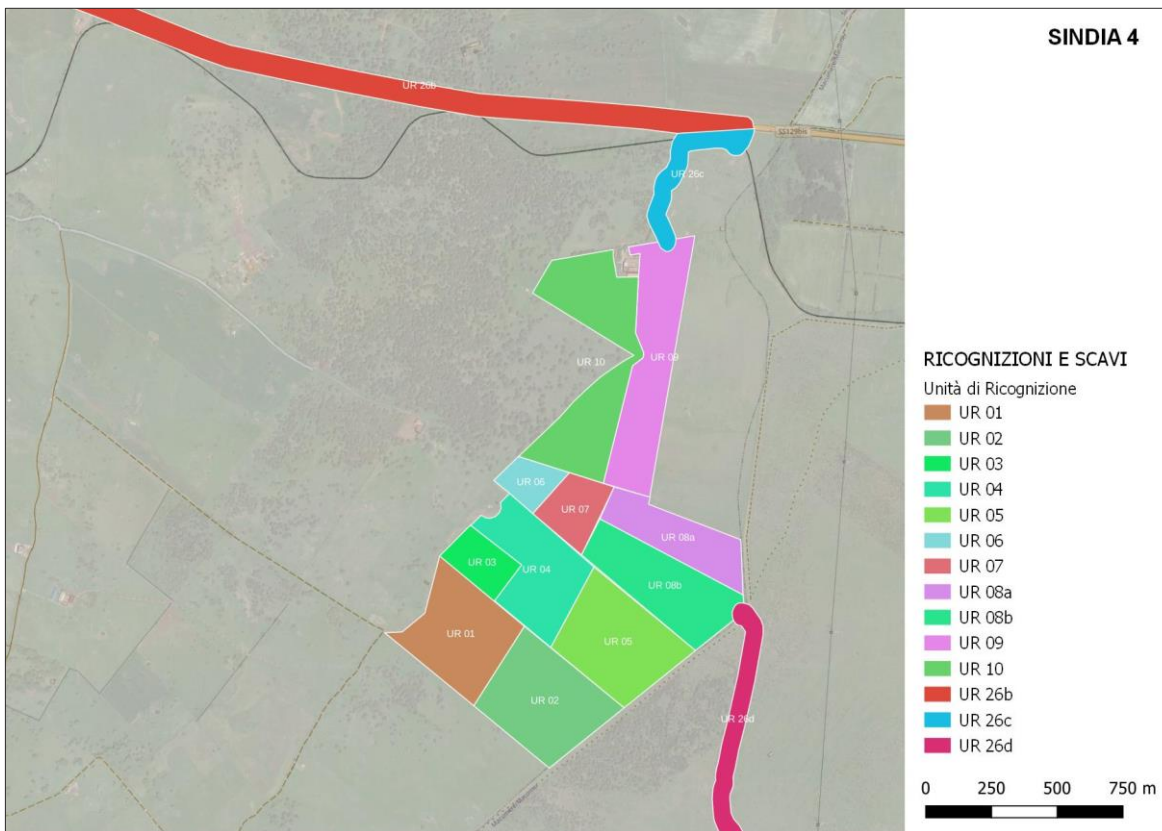 SINDIA 4
UR 26b
SS129bis
UR 26c
UR 10
UR 09
UR 06
UR 07
UR 08a
UR 03
UR 04
UR 08b
UR 01
UR 05
UR 02
UR 26d
RICOGNIZIONI E SCAVI
Unità di Ricognizione
UR 01
UR 02
UR 03
UR 04
UR 05
UR 06
UR 07
UR 08a
UR 08b
UR 09
UR 10
UR 26b
UR 26c
UR 26d
0 250 500 750 m